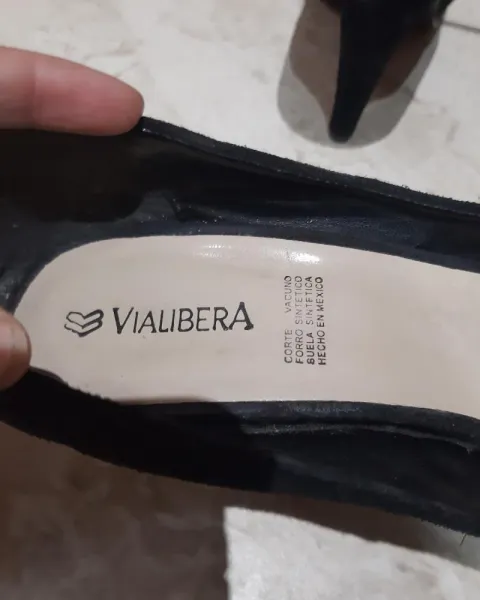 VIALIBERA
CORTE VACUNO
FORRO SINTETICO
SUELA SINTETICA
HECHO EN MEXICO